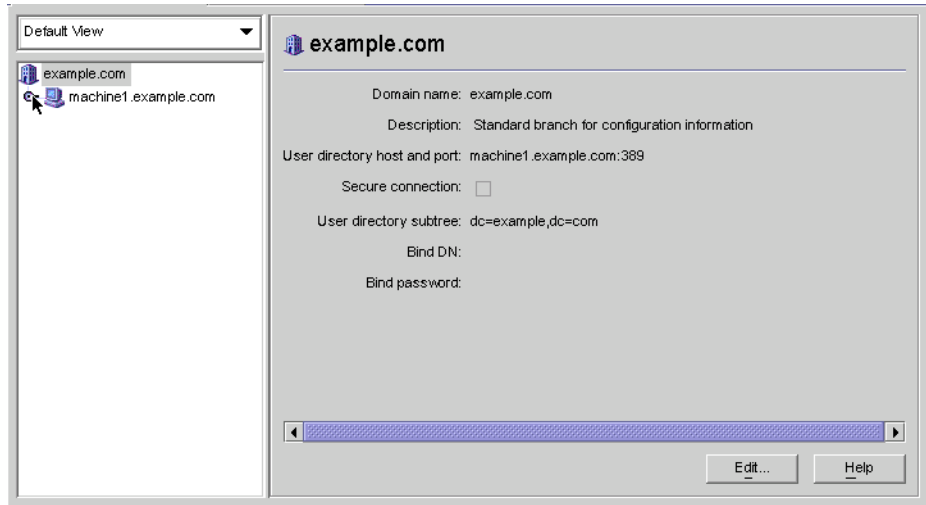 Default View
example.com
machine1.example.com
example.com
Domain name: example.com
Description: Standard branch for configuration information
User directory host and port: machine1.example.com:389
Secure connection:
User directory subtree: dc=example,dc=com
Bind DN:
Bind password:
Edit... Help